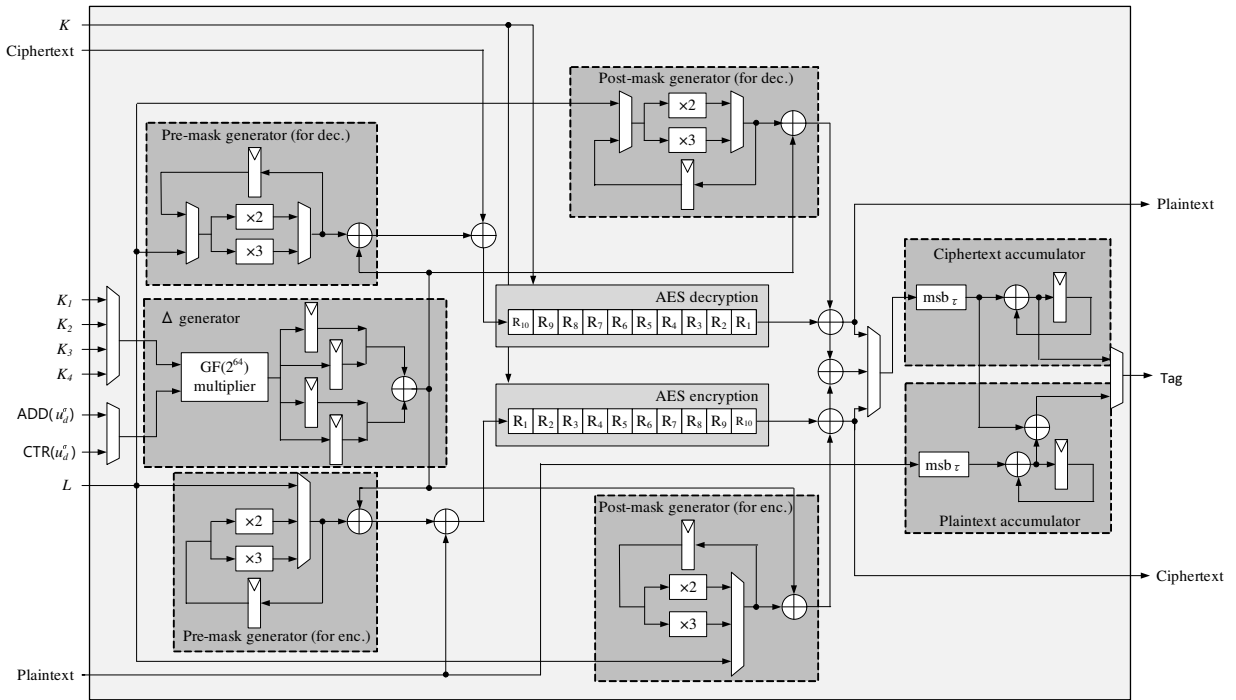 K
Ciphertext
Post-mask generator (for dec.)
×2
×3
Pre-mask generator (for dec.)
×2
×3
Plaintext
Ciphertext accumulator
msb τ
K1
K2
K3
K4
Δ generator
GF(2^64)
multiplier
AES decryption
R10 R9 R8 R7 R6 R5 R4 R3 R2 R1
Tag
ADD(u_d^σ)
CTR(u_d^σ)
AES encryption
R1 R2 R3 R4 R5 R6 R7 R8 R9 R10
L
msb τ
Plaintext accumulator
×2
×3
Pre-mask generator (for enc.)
Post-mask generator (for enc.)
×2
×3
Ciphertext
Plaintext